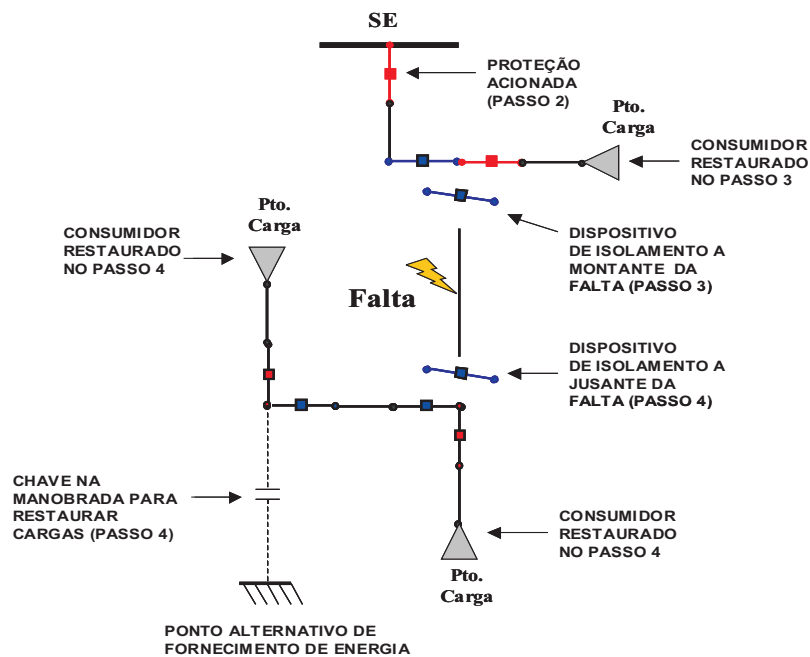 SE
PROTEÇÃO
ACIONADA
(PASSO 2)
Pto.
Carga
CONSUMIDOR
RESTAURADO
NO PASSO 3
Pto.
Carga
CONSUMIDOR
RESTAURADO
NO PASSO 4
DISPOSITIVO
DE ISOLAMENTO A
MONTANTE DA
FALTA (PASSO 3)
Falta
DISPOSITIVO
DE ISOLAMENTO A
JUSANTE DA
FALTA (PASSO 4)
CHAVE NA
MANOBRADA PARA
RESTAURAR
CARGAS (PASSO 4)
CONSUMIDOR
RESTAURADO
NO PASSO 4
Pto.
Carga
PONTO ALTERNATIVO DE
FORNECIMENTO DE ENERGIA